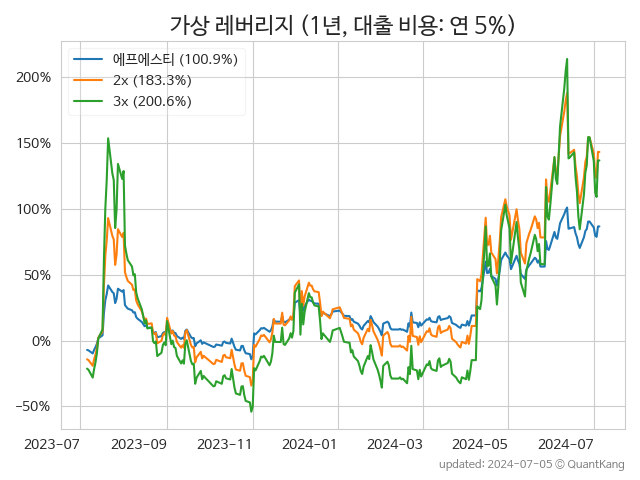 가상 레버리지 (1년, 대출 비용: 연 5%)
에프에스티 (100.9%)
2x (183.3%)
3x (200.6%)
200%
150%
100%
50%
0%
−50%
2023-07 2023-09 2023-11 2024-01 2024-03 2024-05 2024-07
updated: 2024-07-05 © QuantKang